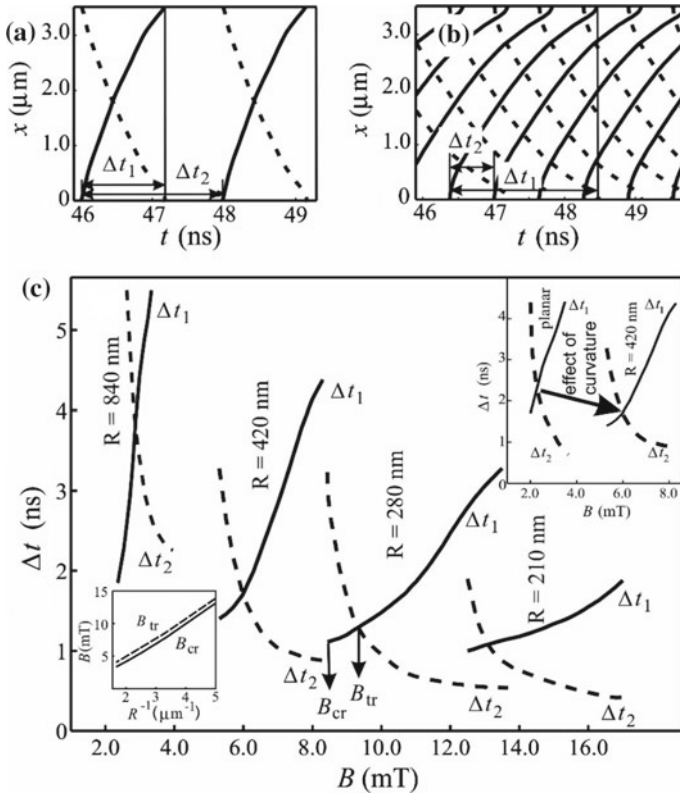 (a)
3.0
2.0
1.0
0
x (μm)
Δt₁
Δt₂
46 47 48 49
t (ns)
(b)
3.0
2.0
1.0
0
x (μm)
Δt₂
Δt₁
46 47 48 49
t (ns)
(c)
5
4
3
2
1
0
Δt (ns)
R = 840 nm
Δt₁
Δt₂
R = 420 nm
Δt₁
Δt₂
R = 280 nm
Δt₁
Δt₂
R = 210 nm
Δt₁
Δt₂
B_cr
B_tr
2.0 4.0 6.0 8.0 10.0 12.0 14.0 16.0
B (mT)
15
10
5
B(mT)
B_tr
B_cr
2 3 4 5
R⁻¹(μm⁻¹)
4
3
2
1
0
Δt (ns)
planar
Δt₁
effect of
curvature
R = 420 nm
Δt₁
Δt₂
Δt₂
2.0 4.0 6.0 8.0
B (mT)